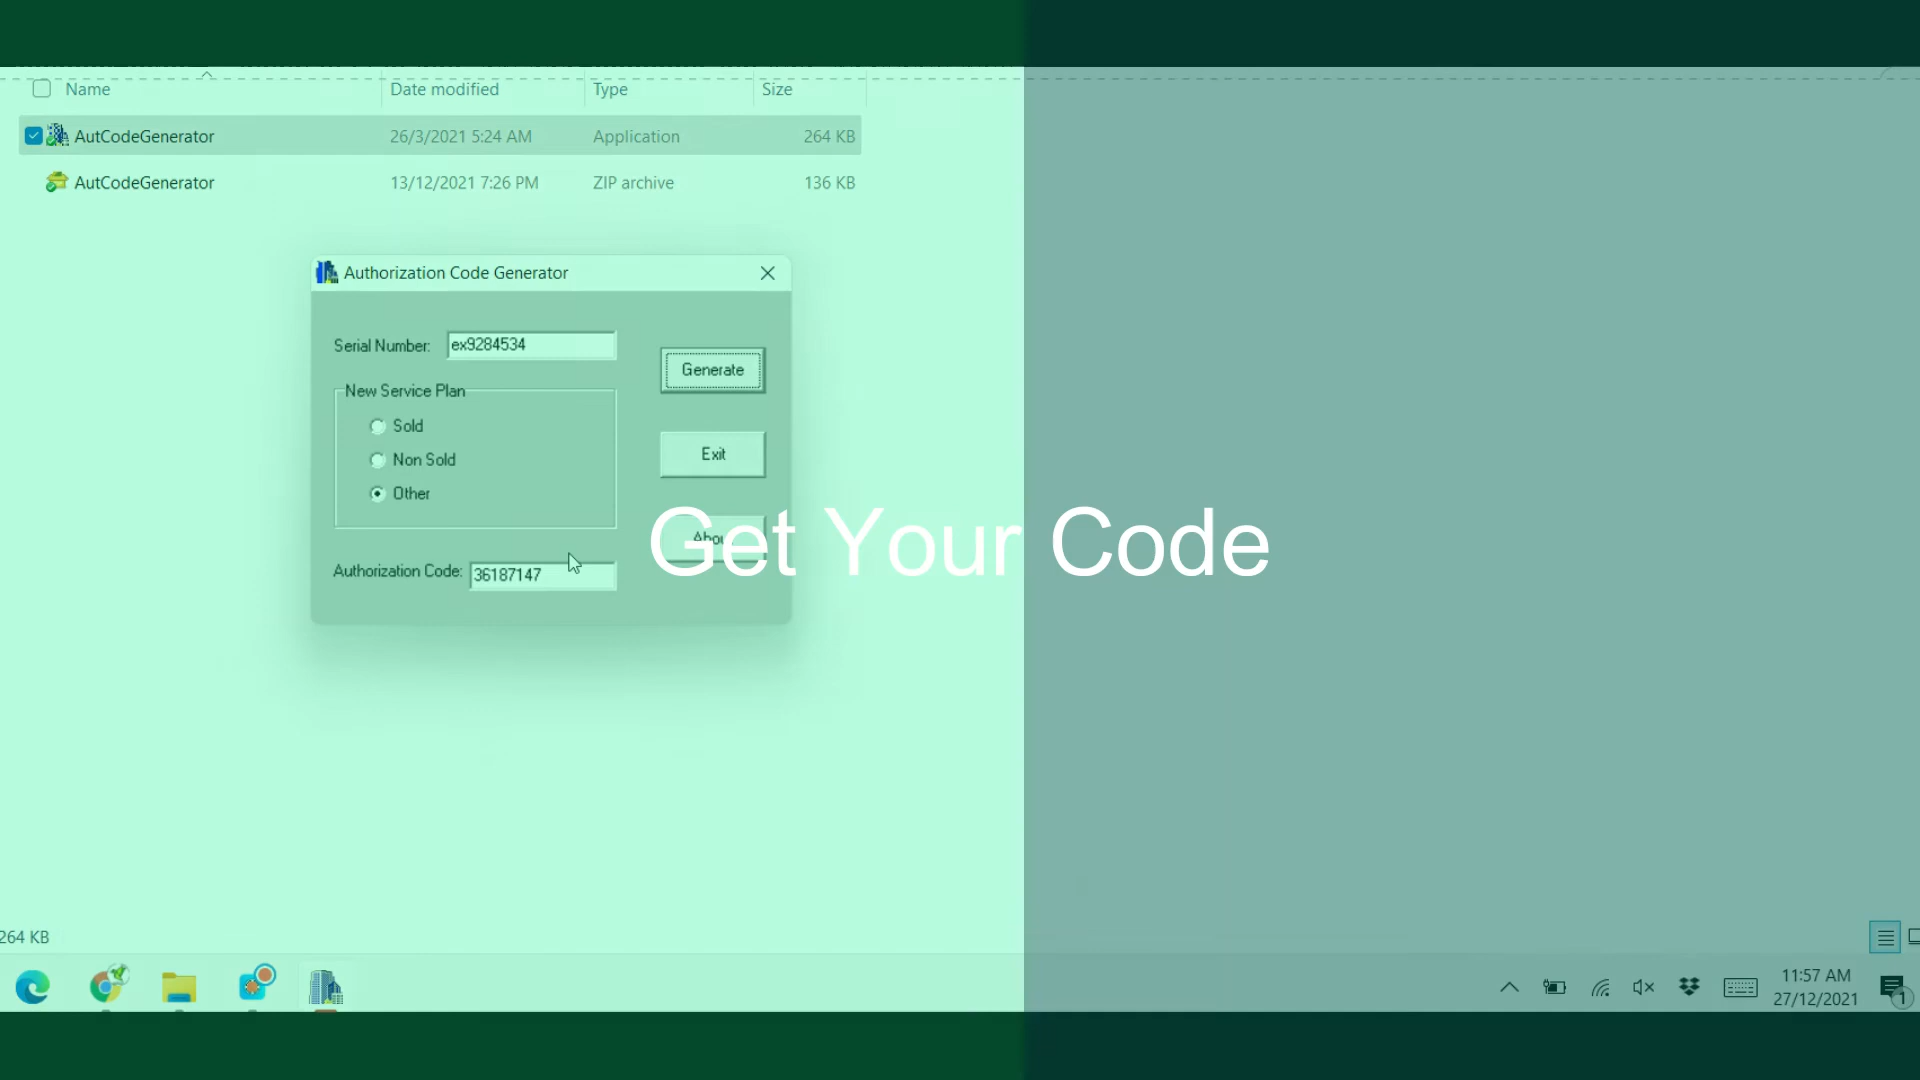 Name Date modified Type Size
AutCodeGenerator 26/3/2021 5:24 AM Application 264 KB
AutCodeGenerator 13/12/2021 7:26 PM ZIP archive 136 KB
Authorization Code Generator
Serial Number: ex9284534
Generate
New Service Plan
Sold
Non Sold
Exit
Other
Get Your Code
Authorization Code: 36187147
264 KB
11:57 AM
27/12/2021
1